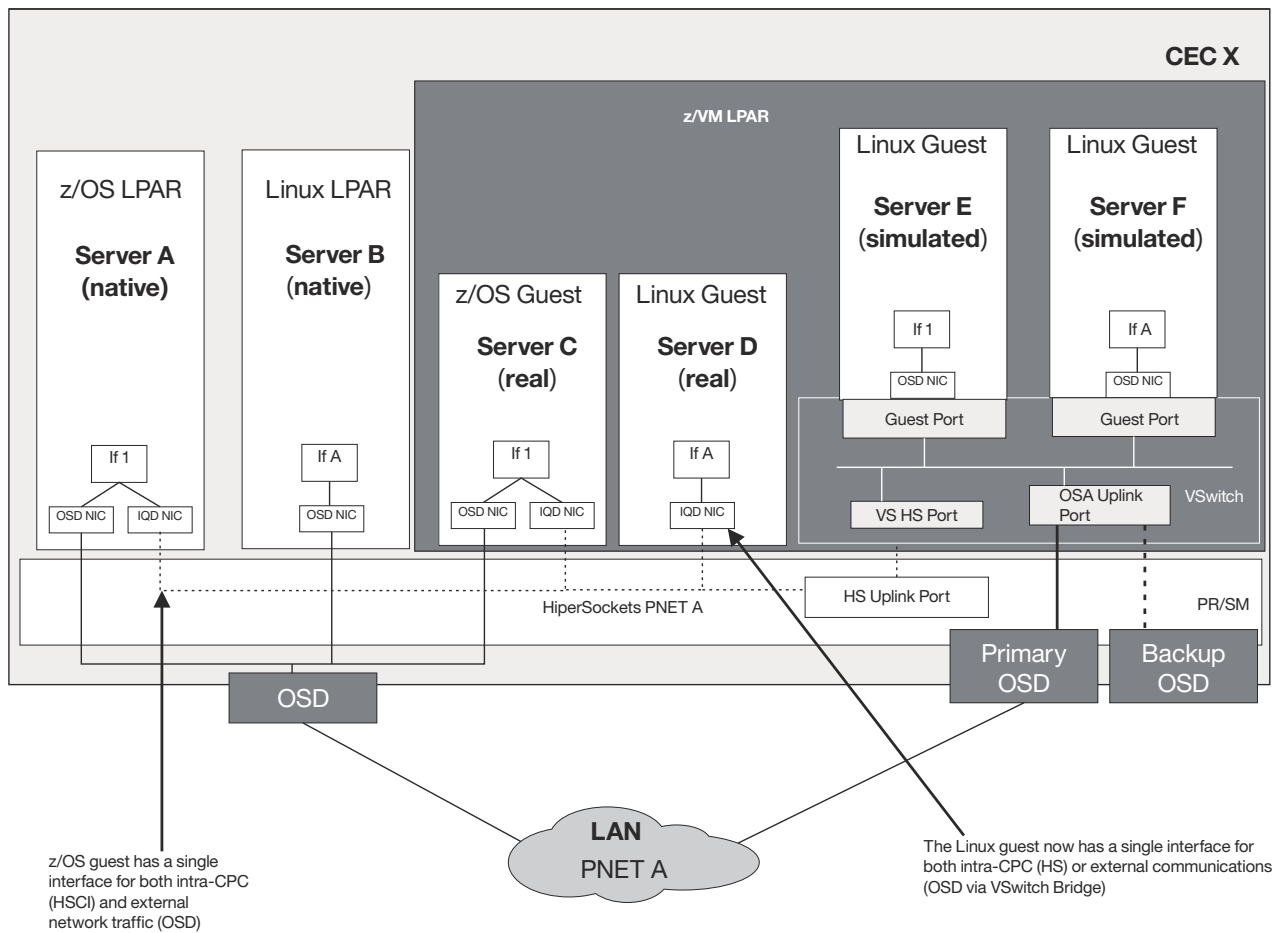 CEC X
z/VM LPAR
z/OS LPAR
Server A
(native)
If 1
OSD NIC
IQD NIC
Linux LPAR
Server B
(native)
If A
OSD NIC
z/OS Guest
Server C
(real)
If 1
OSD NIC
IQD NIC
Linux Guest
Server D
(real)
If A
IQD NIC
Linux Guest
Server E
(simulated)
If 1
OSD NIC
Guest Port
Linux Guest
Server F
(simulated)
If A
OSD NIC
Guest Port
VS HS Port
OSA Uplink
Port
VSwitch
HiperSockets PNET A
HS Uplink Port
PR/SM
OSD
Primary
OSD
Backup
OSD
LAN
PNET A
z/OS guest has a single
interface for both intra-CPC
(HSCI) and external
network traffic (OSD)
The Linux guest now has a single interface for
both intra-CPC (HS) or external communications
(OSD via VSwitch Bridge)